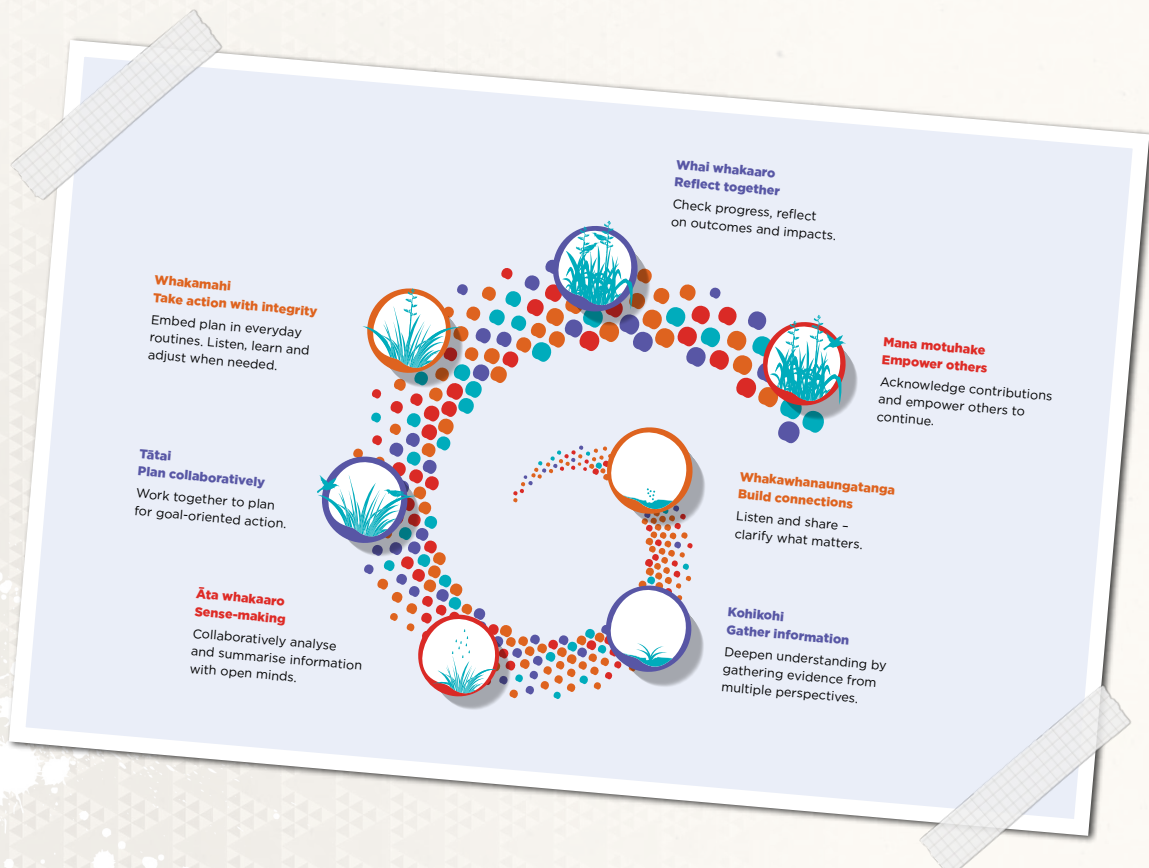 Whai whakaaro
Reflect together
Check progress, reflect
on outcomes and impacts.
Whakamahi
Take action with integrity
Embed plan in everyday
routines. Listen, learn and
adjust when needed.
Mana motuhake
Empower others
Acknowledge contributions
and empower others to
continue.
Tātai
Plan collaboratively
Work together to plan
for goal-oriented action.
Whakawhanaungatanga
Build connections
Listen and share –
clarify what matters.
Āta whakaaro
Sense-making
Collaboratively analyse
and summarise information
with open minds.
Kohikohi
Gather information
Deepen understanding by
gathering evidence from
multiple perspectives.